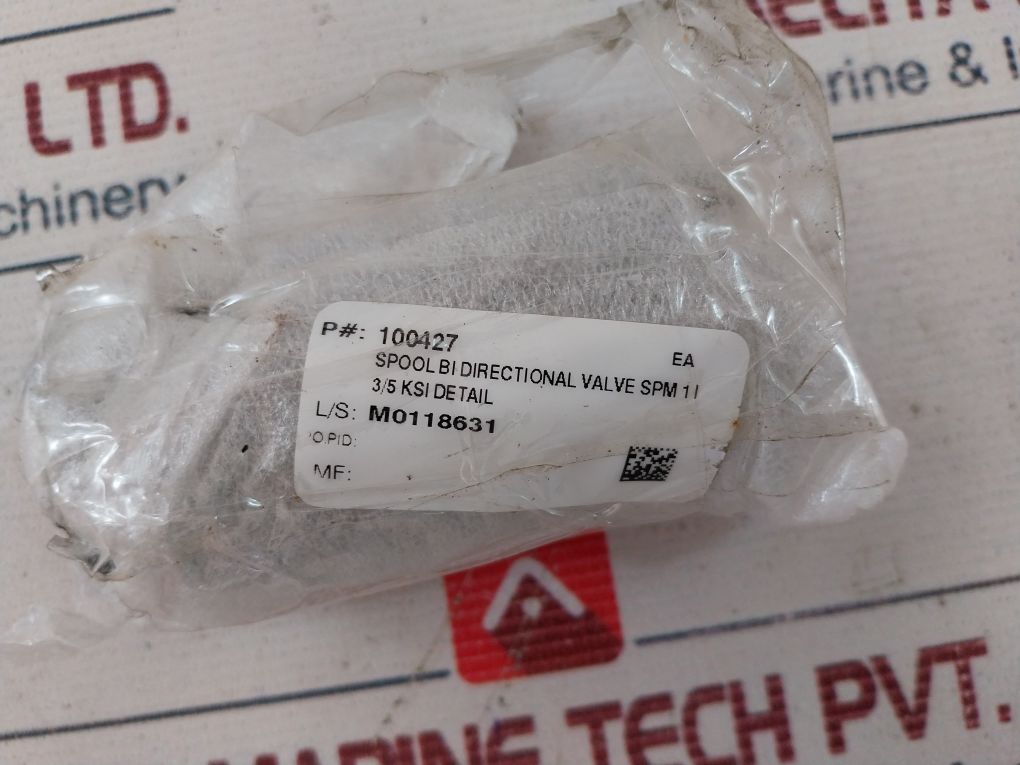 LTD.
rine &
P#: 100427
EA
SPOOL BI DIRECTIONAL VALVE SPM 1 I
3/5 KSI DETAIL
L/S: M0118631
O.PID:
MF:
TECH PVT.